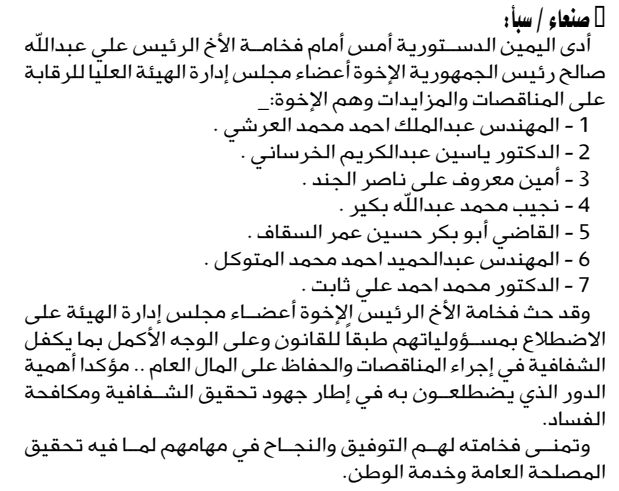 صنعاء / سبأ:
أدى اليمين الدستورية أمس أمام فخامة الأخ الرئيس علي عبدالله
صالح رئيس الجمهورية الإخوة أعضاء مجلس إدارة الهيئة العليا للرقابة
على المناقصات والمزايدات وهم الإخوة:_
1 - المهندس عبدالملك احمد محمد العرشي .
2 - الدكتور ياسين عبدالكريم الخرساني .
3 - أمين معروف على ناصر الجند .
4 - نجيب محمد عبدالله بكير .
5 - القاضي أبو بكر حسين عمر السقاف .
6 - المهندس عبدالحميد احمد محمد المتوكل .
7 - الدكتور محمد احمد علي ثابت .
وقد حث فخامة الأخ الرئيس الإخوة أعضاء مجلس إدارة الهيئة على
الاضطلاع بمسؤولياتهم طبقاً للقانون وعلى الوجه الأكمل بما يكفل
الشفافية في إجراء المناقصات والحفاظ على المال العام .. مؤكدا أهمية
الدور الذي يضطلعون به في إطار جهود تحقيق الشفافية ومكافحة
الفساد.
وتمنى فخامته لهم التوفيق والنجاح في مهامهم لما فيه تحقيق
المصلحة العامة وخدمة الوطن.